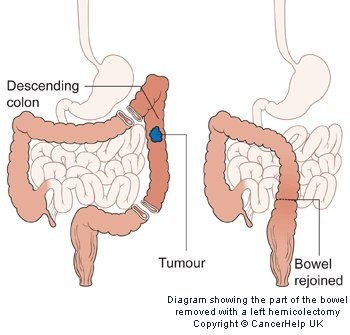 Descending
colon
Tumour
Bowel
rejoined
Diagram showing the part of the bowel
removed with a left hemicolectomy
Copyright © CancerHelp UK